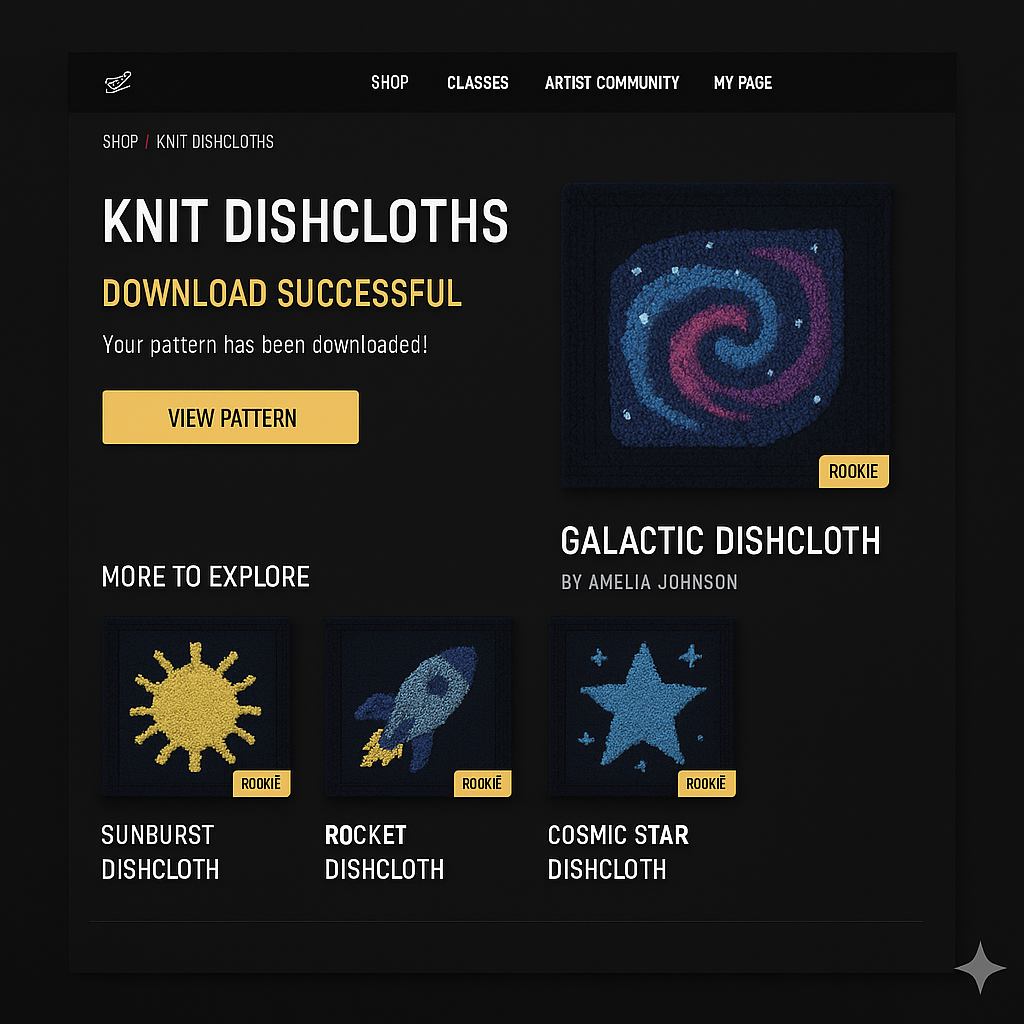 SHOP CLASSES ARTIST COMMUNITY MY PAGE
SHOP / KNIT DISHCLOTHS
KNIT DISHCLOTHS
DOWNLOAD SUCCESSFUL
Your pattern has been downloaded!
VIEW PATTERN
ROOKIE
GALACTIC DISHCLOTH
BY AMELIA JOHNSON
MORE TO EXPLORE
ROOKIĒ
ROOKIĒ
ROOKIĒ
SUNBURST
DISHCLOTH
ROCKET
DISHCLOTH
COSMIC STAR
DISHCLOTH